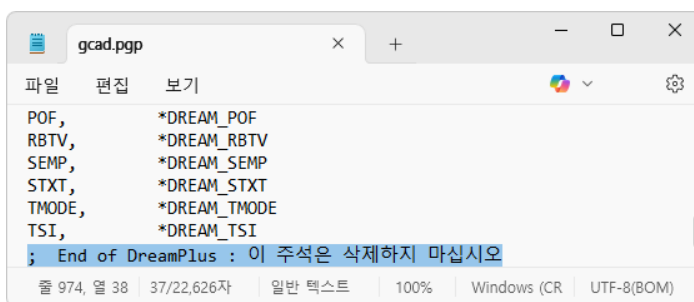 gcad.pgp
파일 편집 보기
POF, *DREAM_POF
RBTV, *DREAM_RBTV
SEMP, *DREAM_SEMP
STXT, *DREAM_STXT
TMODE, *DREAM_TMODE
TSI, *DREAM_TSI
; End of DreamPlus : 이 주석은 삭제하지 마십시오
줄 974, 열 38 37/22,626자 일반 텍스트 100% Windows (CR UTF-8(BOM)